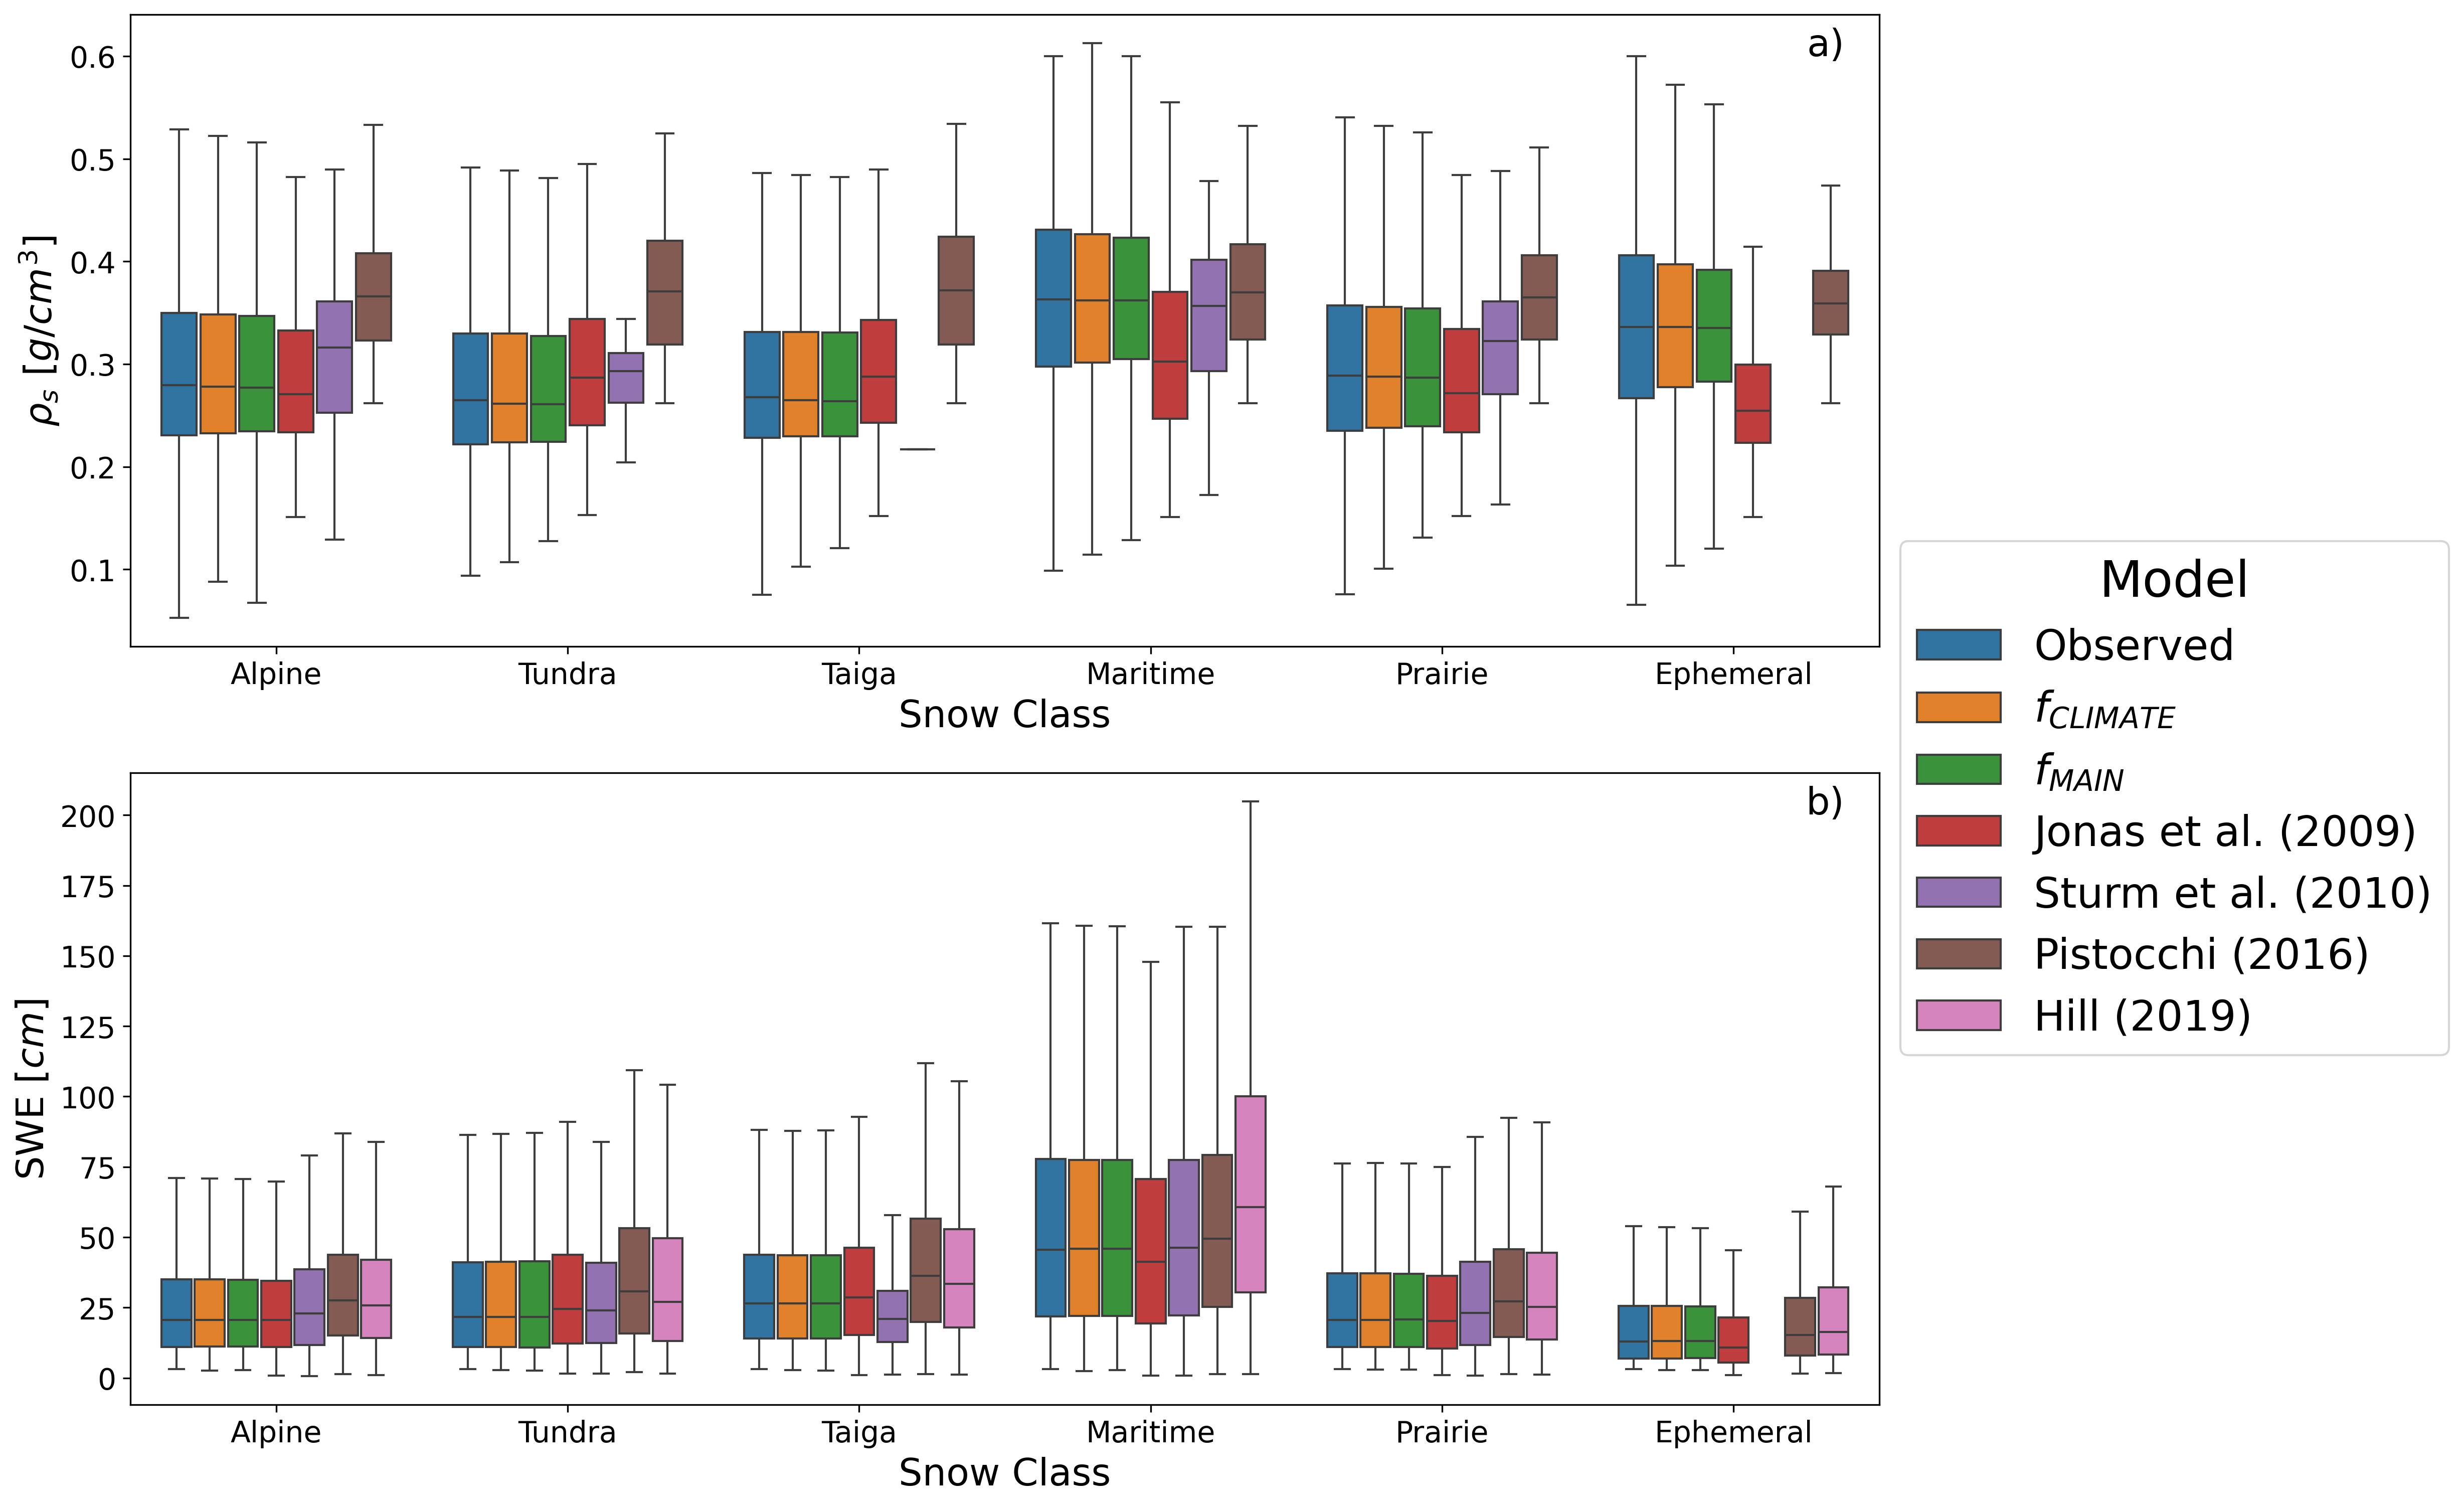 a)
0.6
0.5
0.4
0.3
0.2
0.1
ρs [g/cm³]
Alpine Tundra Taiga Maritime Prairie Ephemeral
Snow Class
b)
200
175
150
125
100
75
50
25
0
SWE [cm]
Alpine Tundra Taiga Maritime Prairie Ephemeral
Snow Class
Model
Observed
fCLIMATE
fMAIN
Jonas et al. (2009)
Sturm et al. (2010)
Pistocchi (2016)
Hill (2019)